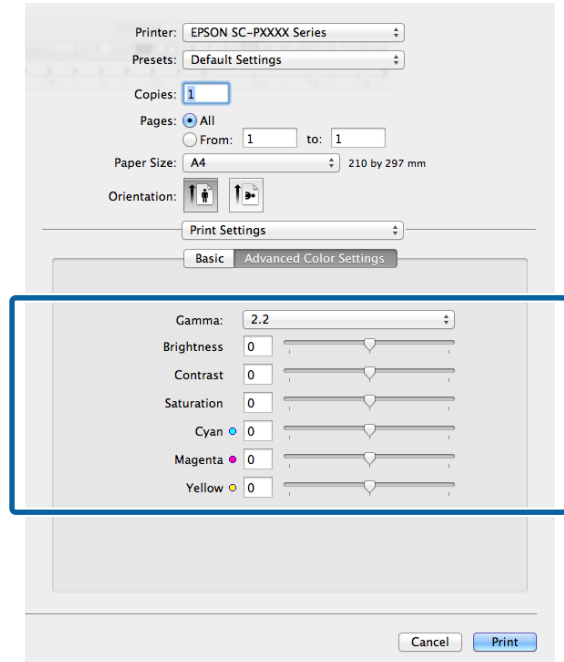 Printer: EPSON SC-PXXXX Series
Presets: Default Settings
Copies: 1
Pages: All
From: 1 to: 1
Paper Size: A4 210 by 297 mm
Orientation:
Print Settings
Basic Advanced Color Settings
Gamma: 2.2
Brightness 0
Contrast 0
Saturation 0
Cyan 0
Magenta 0
Yellow 0
Cancel Print